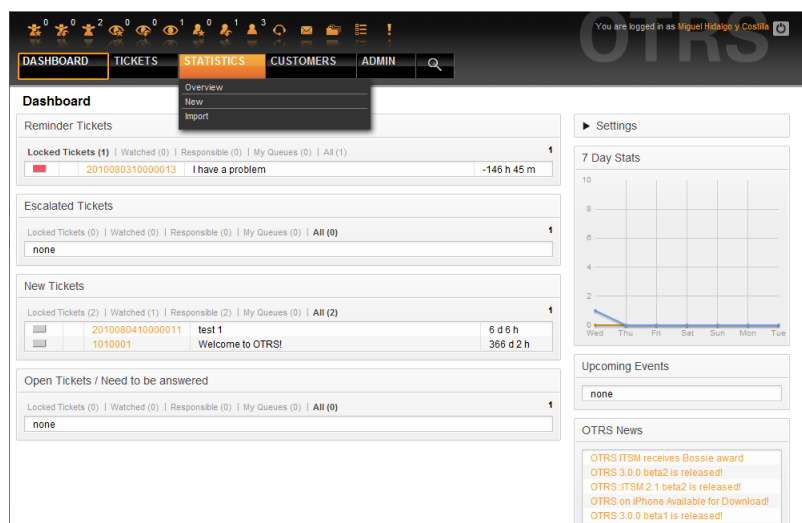 0 0 2 0 0 1 0 1 3
You are logged in as Miguel Hidalgo y Costilla
OTRS
DASHBOARD TICKETS STATISTICS CUSTOMERS ADMIN
Overview
New
Import
Dashboard
Reminder Tickets
Locked Tickets (1) | Watched (0) | Responsible (0) | My Queues (0) | All (1)
1
2010080310000013 I have a problem -146 h 45 m
Escalated Tickets
Locked Tickets (0) | Watched (0) | Responsible (0) | My Queues (0) | All (0)
1
none
New Tickets
Locked Tickets (2) | Watched (1) | Responsible (2) | My Queues (0) | All (2)
1
2010080410000011 test 1 6 d 6 h
1010001 Welcome to OTRS! 366 d 2 h
Open Tickets / Need to be answered
Locked Tickets (0) | Watched (0) | Responsible (0) | My Queues (0) | All (0)
1
none
Settings
7 Day Stats
10
8
6
4
2
0
Wed Thu Fri Sat Sun Mon Tue
Upcoming Events
none
OTRS News
OTRS ITSM receives Bossie award
OTRS 3.0.0 beta2 is released!
OTRS::ITSM 2.1 beta2 is released!
OTRS on iPhone Available for Download!
OTRS 3.0.0 beta1 is released!